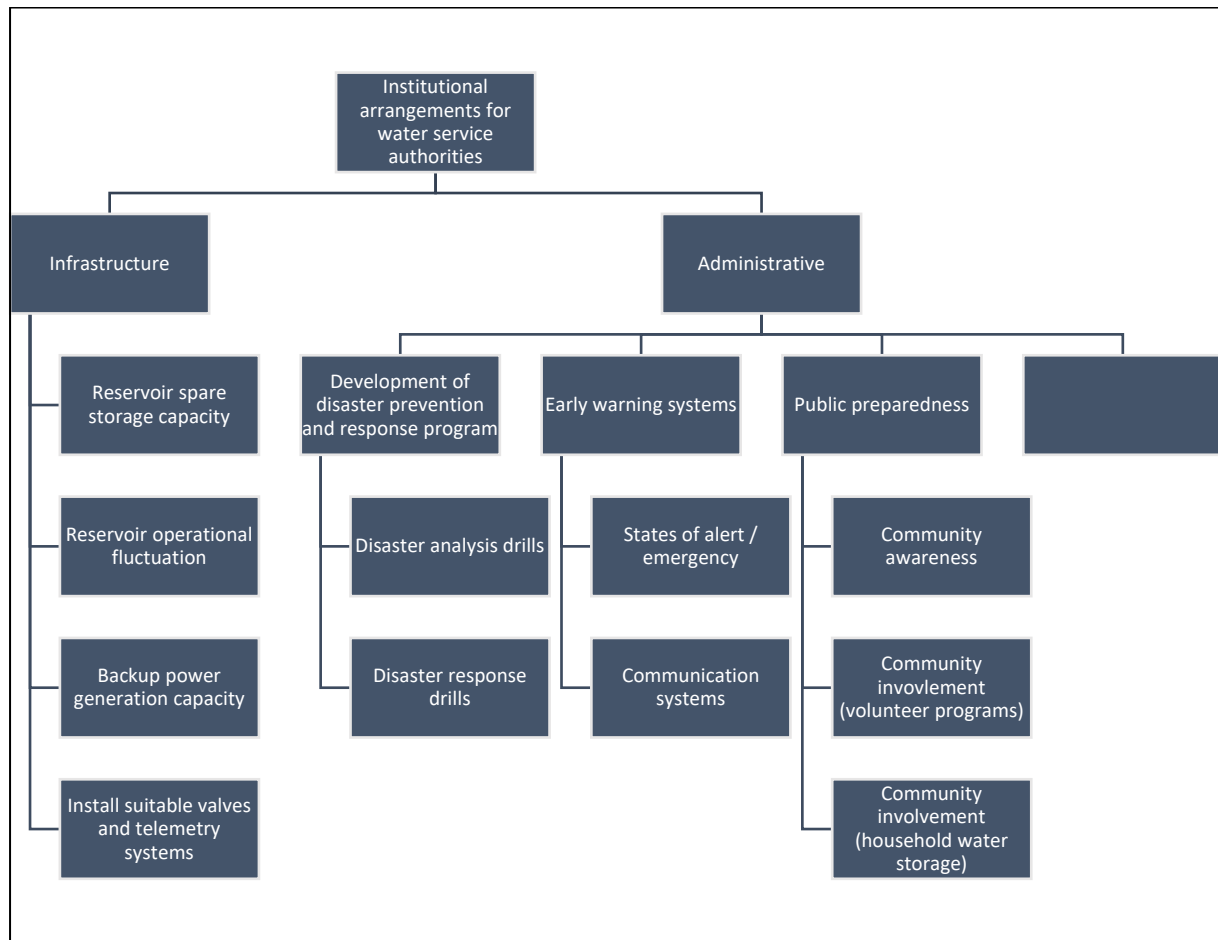 Institutional
arrangements for
water service
authorities
Infrastructure
Administrative
Reservoir spare
storage capacity
Development of
disaster prevention
and response program
Early warning systems
Public preparedness
Reservoir operational
fluctuation
Disaster analysis drills
States of alert /
emergency
Community
awareness
Backup power
generation capacity
Disaster response
drills
Communication
systems
Community
invovlement
(volunteer programs)
Install suitable valves
and telemetry
systems
Community
involvement
(household water
storage)